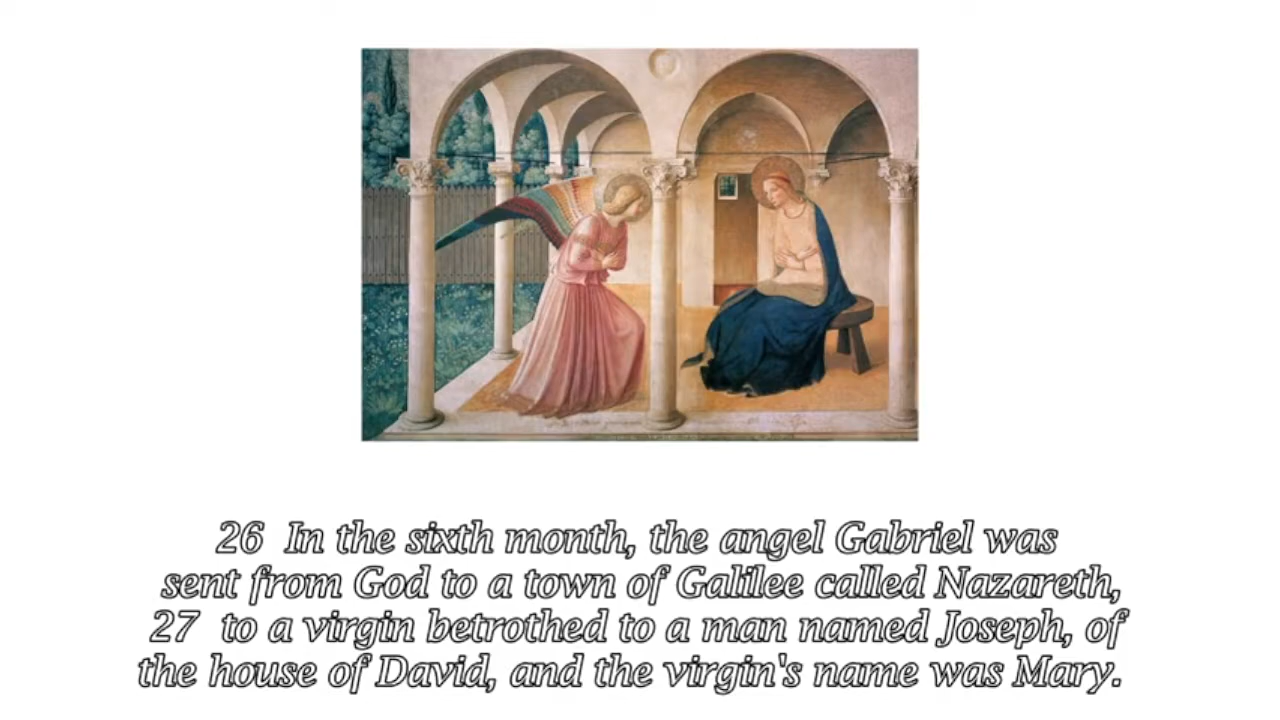 26 In the sixth month, the angel Gabriel was
sent from God to a town of Galilee called Nazareth,
27 to a virgin betrothed to a man named Joseph, of
the house of David, and the virgin's name was Mary.